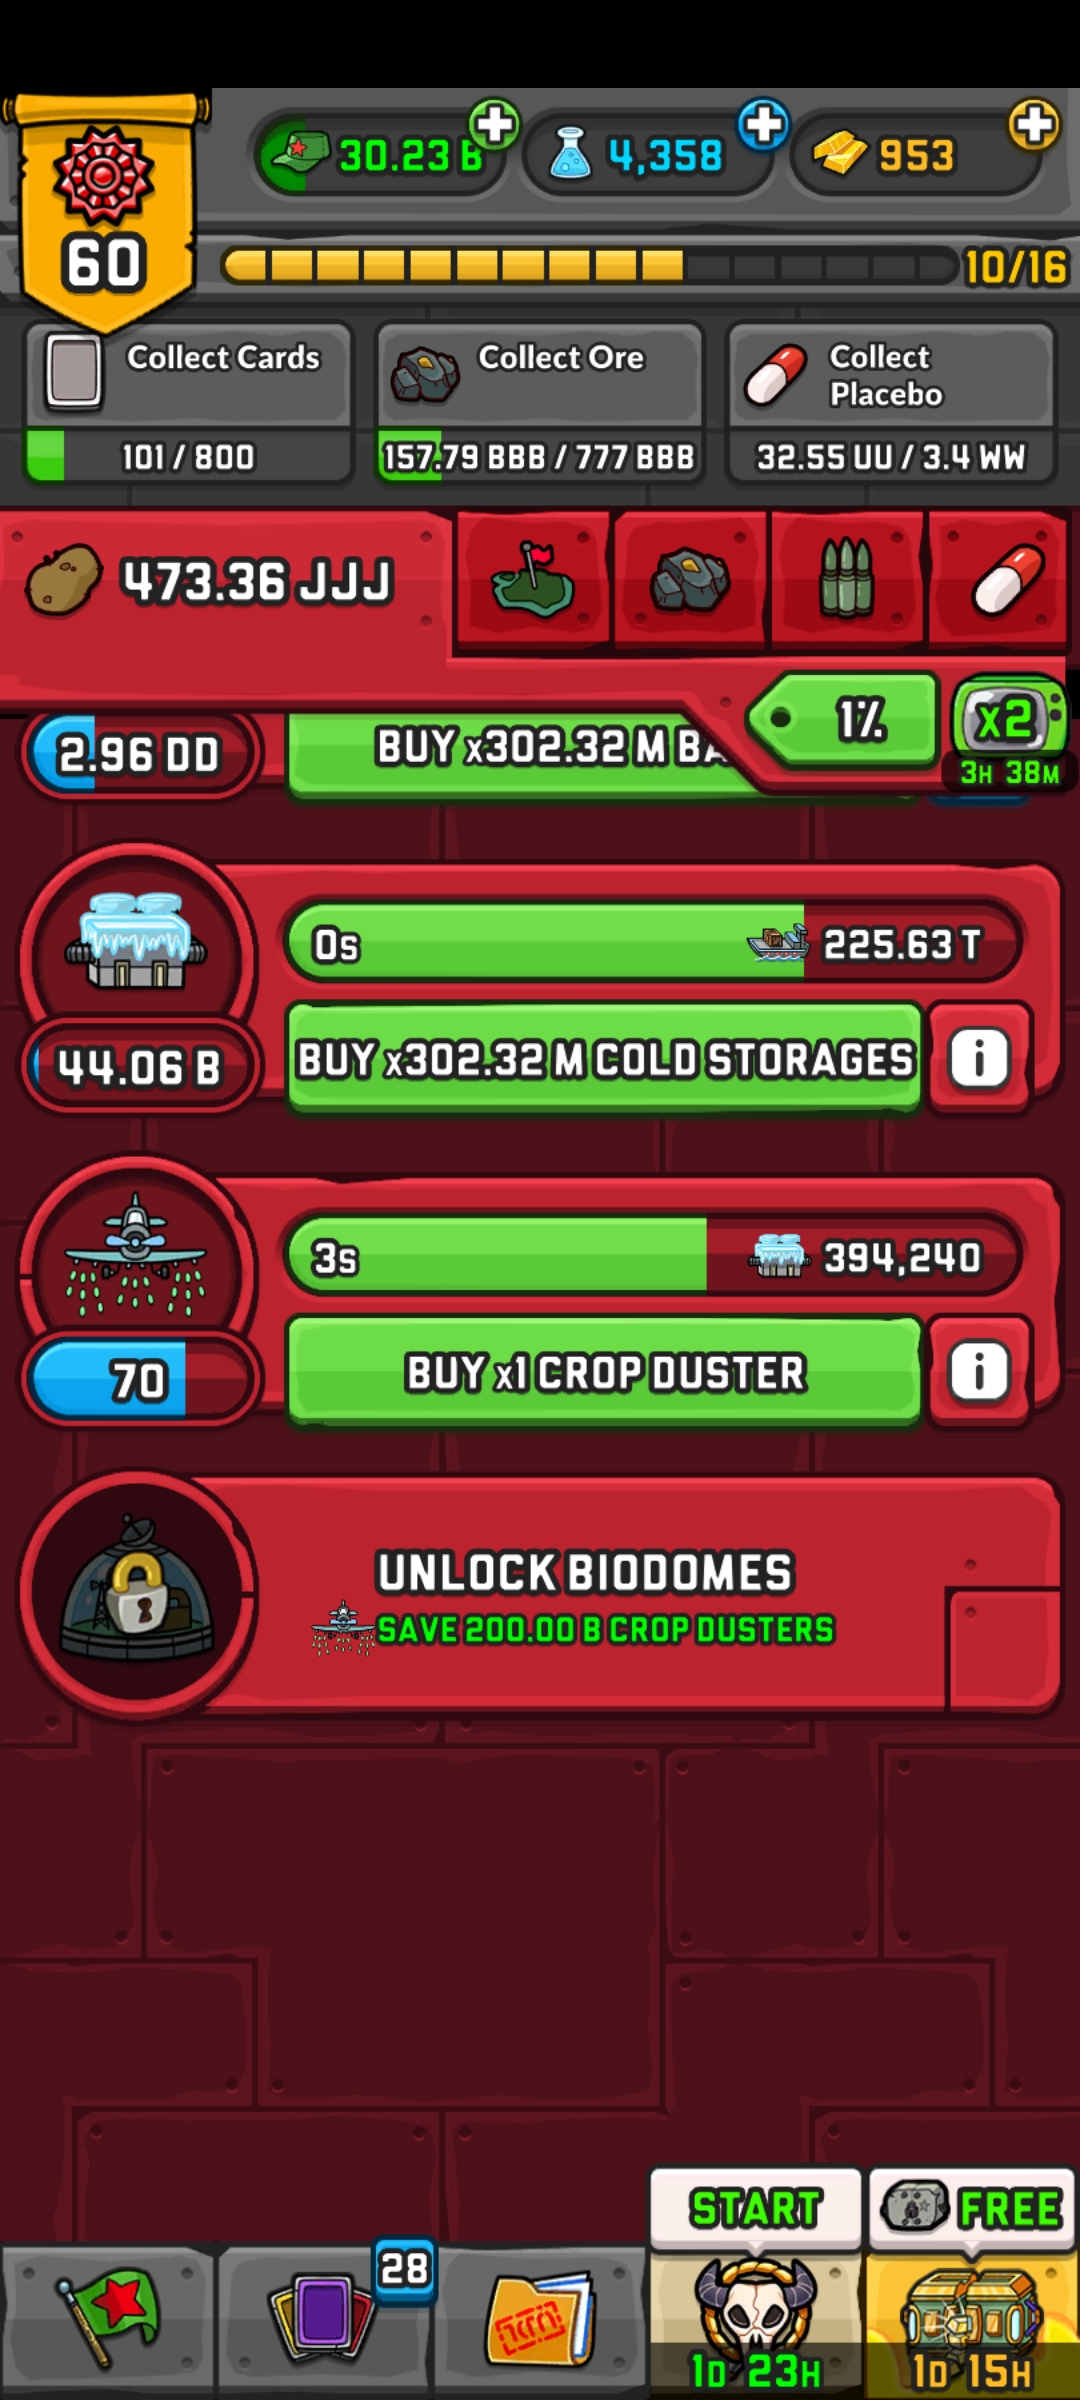 60
30.23 B
4,358
953
10/16
Collect Cards
101 / 800
Collect Ore
157.79 BBB / 777 BBB
Collect
Placebo
32.55 UU / 3.4 WW
473.36 JJJ
1%
x2
3H 38M
2.96 DD
BUY x302.32 M BA
0s
225.63 T
44.06 B
BUY x302.32 M COLD STORAGES
i
3s
394,240
70
BUY x1 CROP DUSTER
i
UNLOCK BIODOMES
SAVE 200.00 B CROP DUSTERS
START
FREE
28
1D 23H
1D 15H